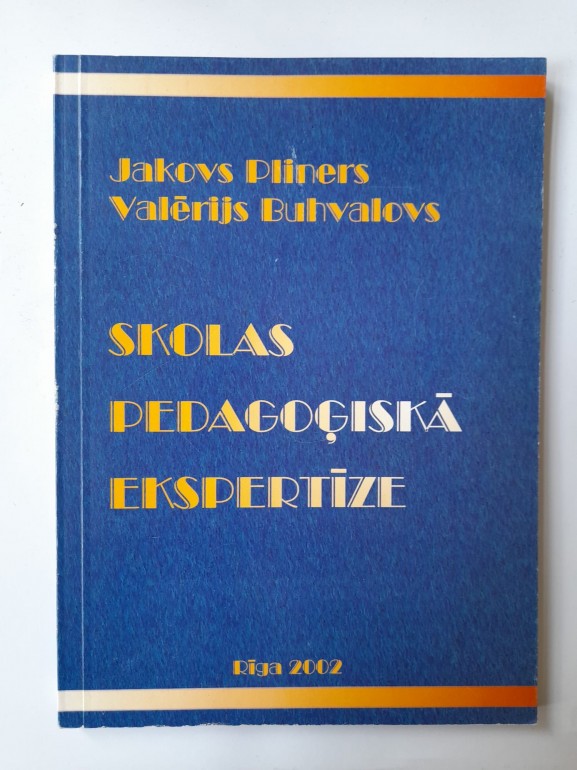 Jakovs Pliners
Valērijs Buhvalovs
SKOLAS
PEDAGOĢISKĀ
EKSPERTĪZE
Rīga 2002